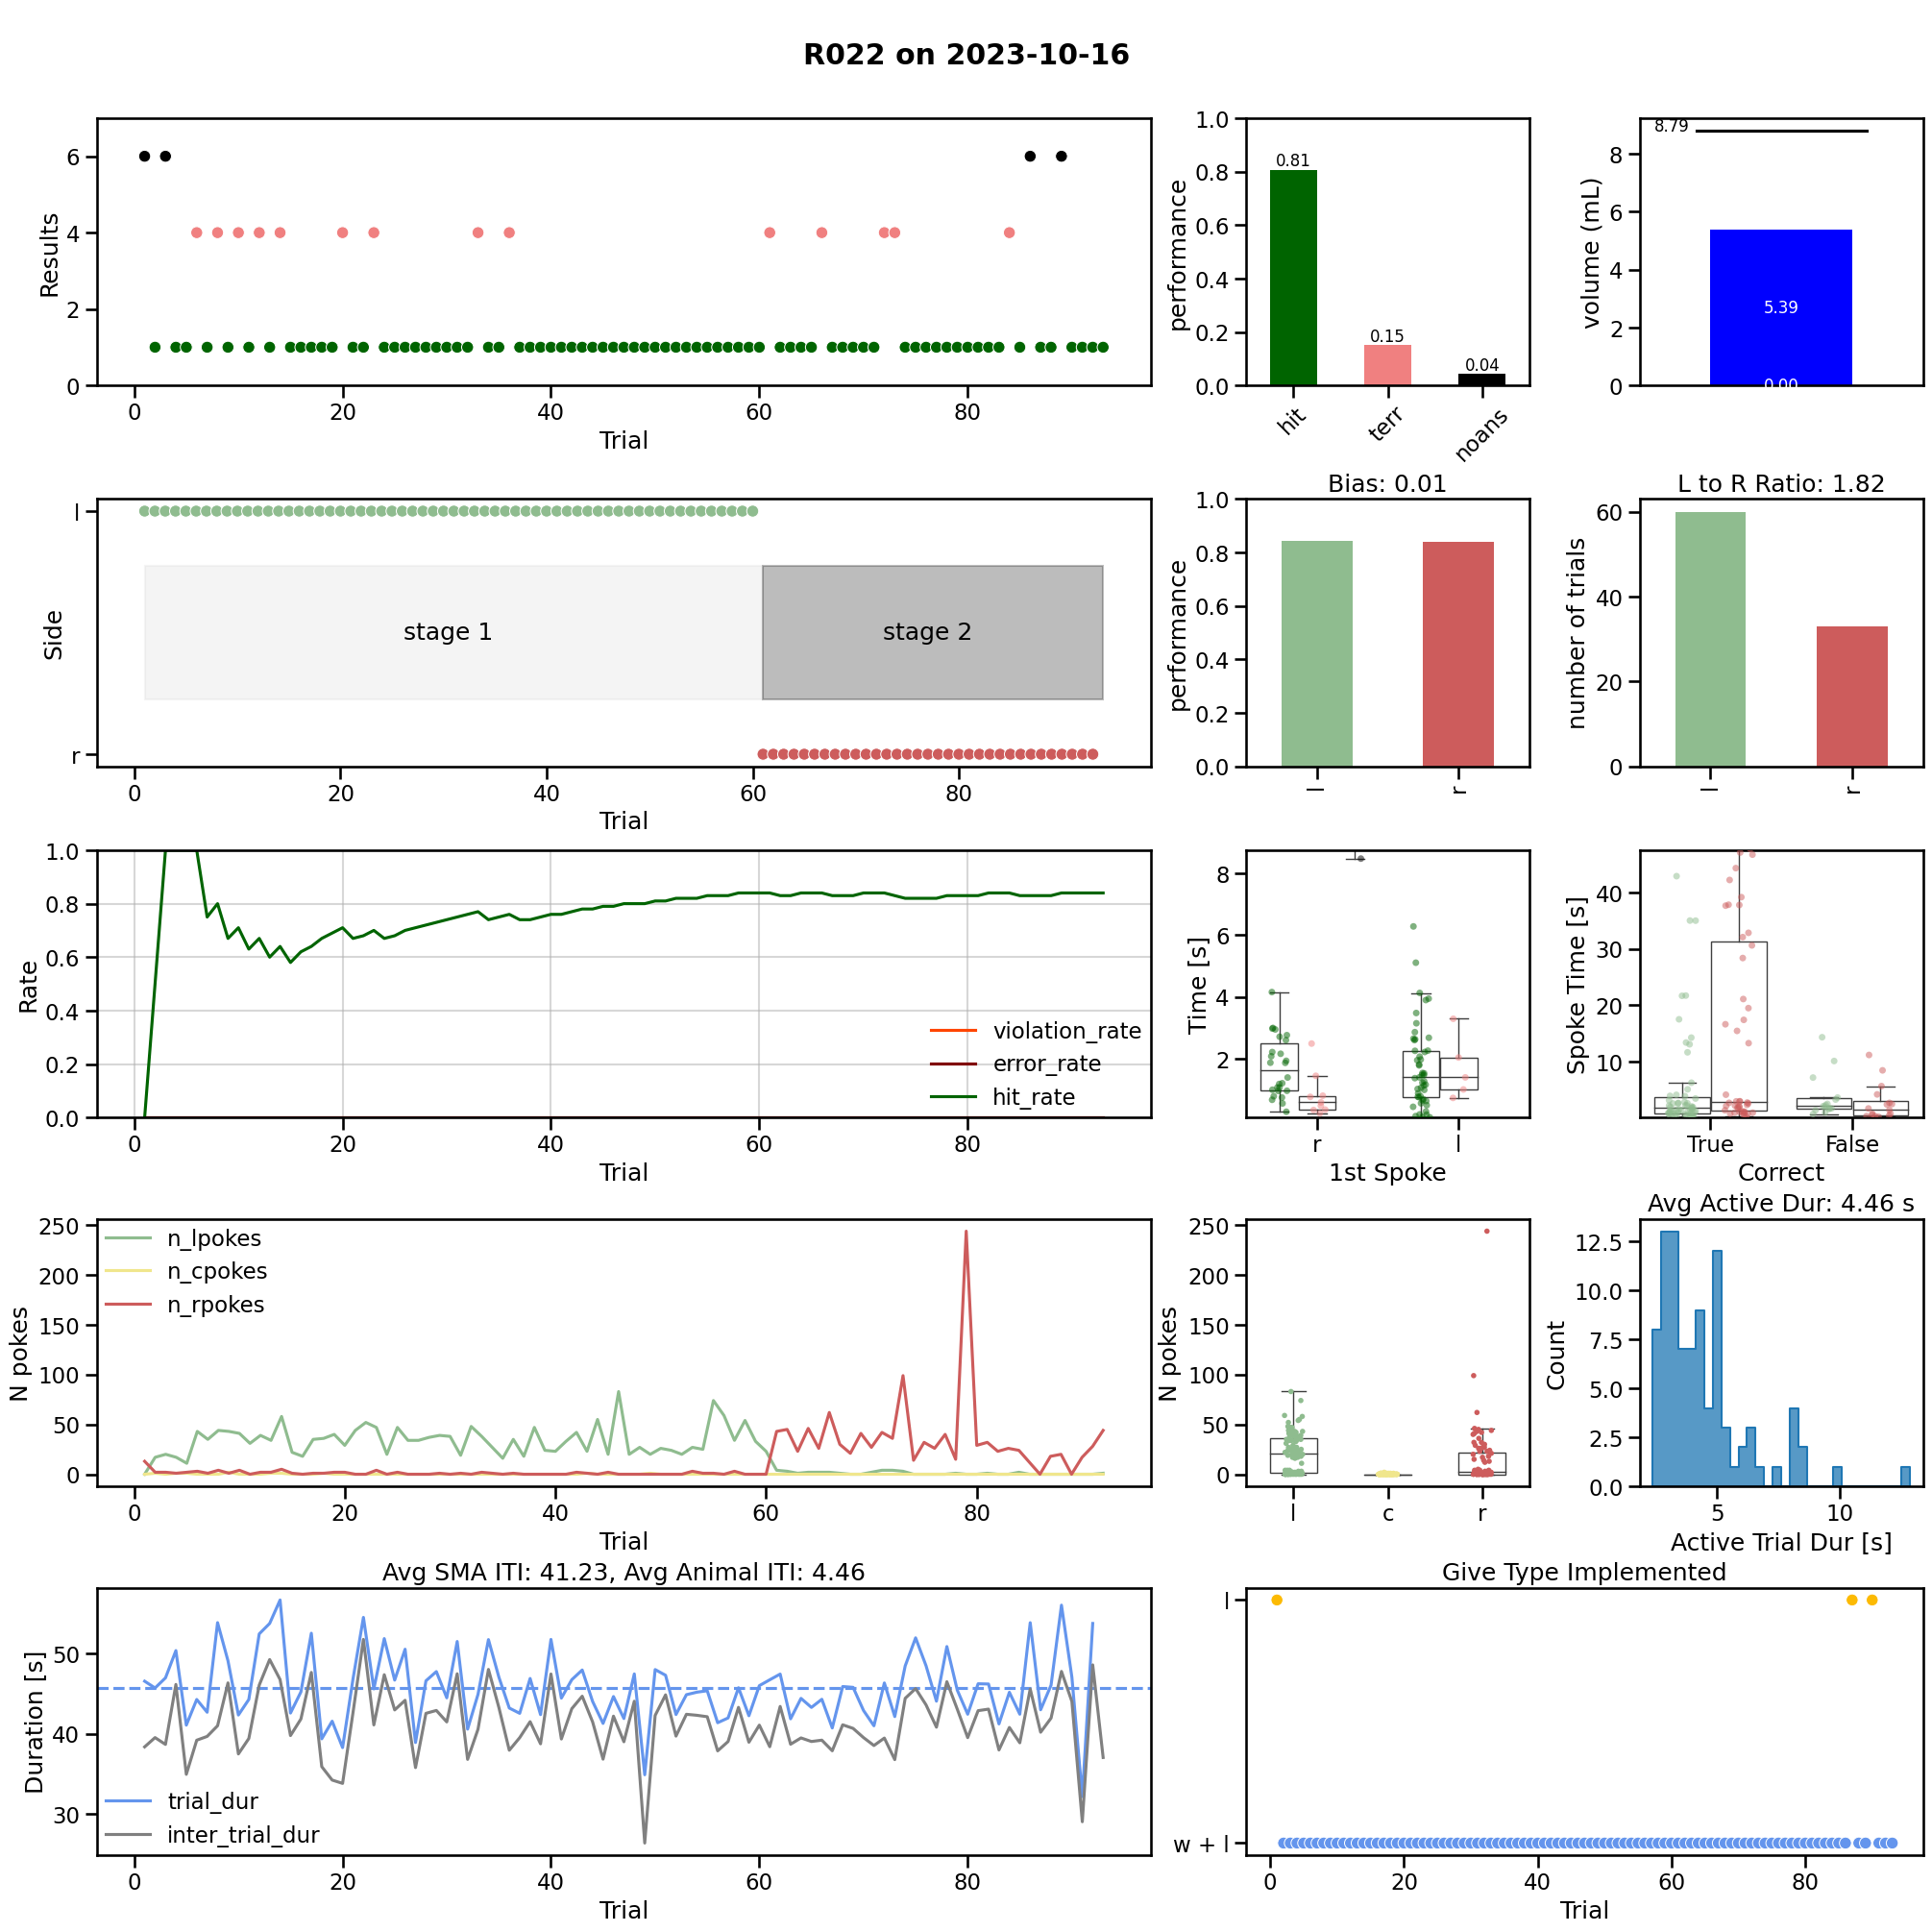 R022 on 2023-10-16
Results
6
4
2
0
0 20 40 60 80
Trial
performance
1.0
0.8
0.6
0.4
0.2
0.0
0.81
0.15
0.04
hit terr noans
volume (mL)
8
6
4
2
0
8.79
5.39
0.00
Side
l
r
stage 1
stage 2
0 20 40 60 80
Trial
Bias: 0.01
performance
1.0
0.8
0.6
0.4
0.2
0.0
l r
L to R Ratio: 1.82
number of trials
60
40
20
0
l r
Rate
1.0
0.8
0.6
0.4
0.2
0.0
violation_rate
error_rate
hit_rate
0 20 40 60 80
Trial
Time [s]
8
6
4
2
r l
1st Spoke
Spoke Time [s]
40
30
20
10
True False
Correct
N pokes
250
200
150
100
50
0
n_lpokes
n_cpokes
n_rpokes
0 20 40 60 80
Trial
N pokes
250
200
150
100
50
0
l c r
Avg Active Dur: 4.46 s
Count
12.5
10.0
7.5
5.0
2.5
0.0
5 10
Active Trial Dur [s]
Avg SMA ITI: 41.23, Avg Animal ITI: 4.46
Duration [s]
50
40
30
trial_dur
inter_trial_dur
0 20 40 60 80
Trial
Give Type Implemented
l
w + l
0 20 40 60 80
Trial